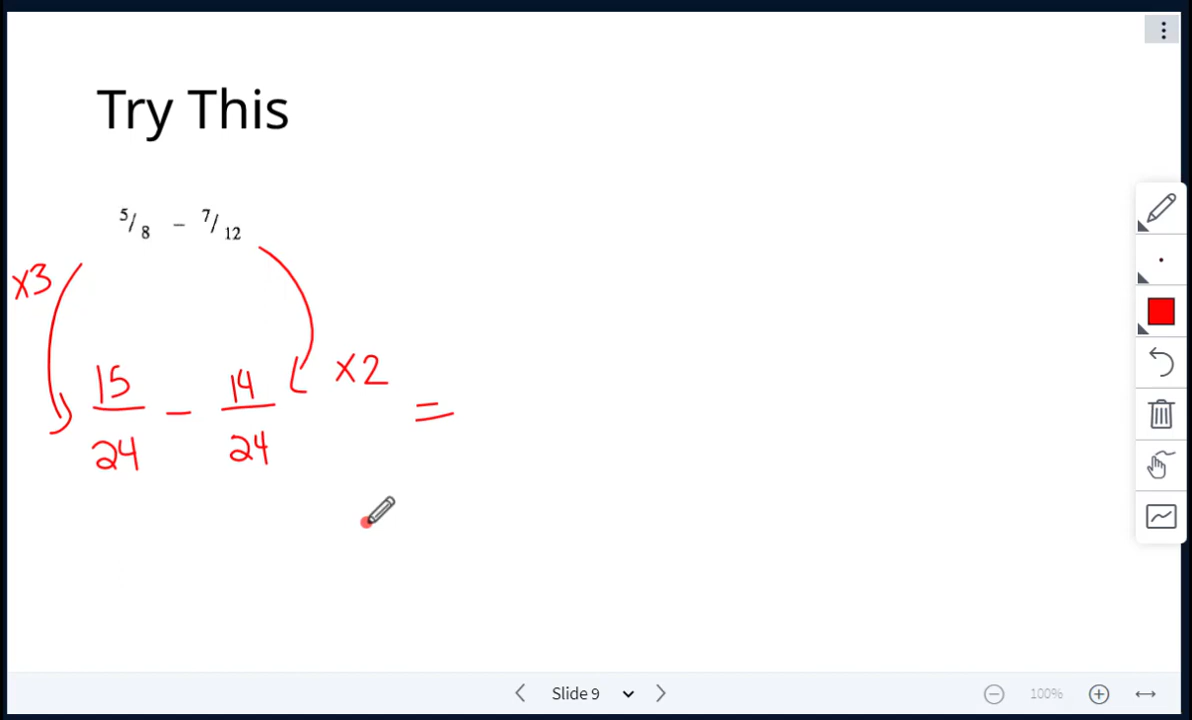 Try This
5/8 – 7/12
x3
x2
15/24 – 14/24 =
Slide 9
100%